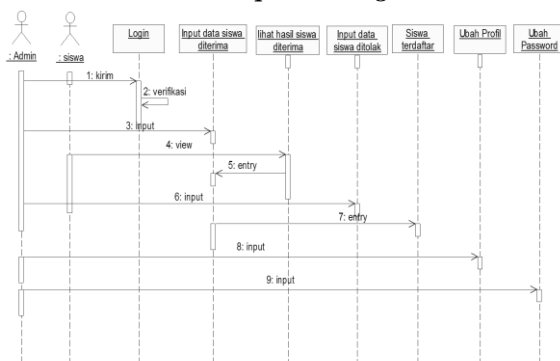 : Admin
: siswa
Login
Input data siswa
diterima
lihat hasil siswa
diterima
Input data
siswa ditolak
Siswa
terdaftar
Ubah Profil
Ubah
Password
1: kirim
2: verifikasi
3: input
4: view
5: entry
6: input
7: entry
8: input
9: input